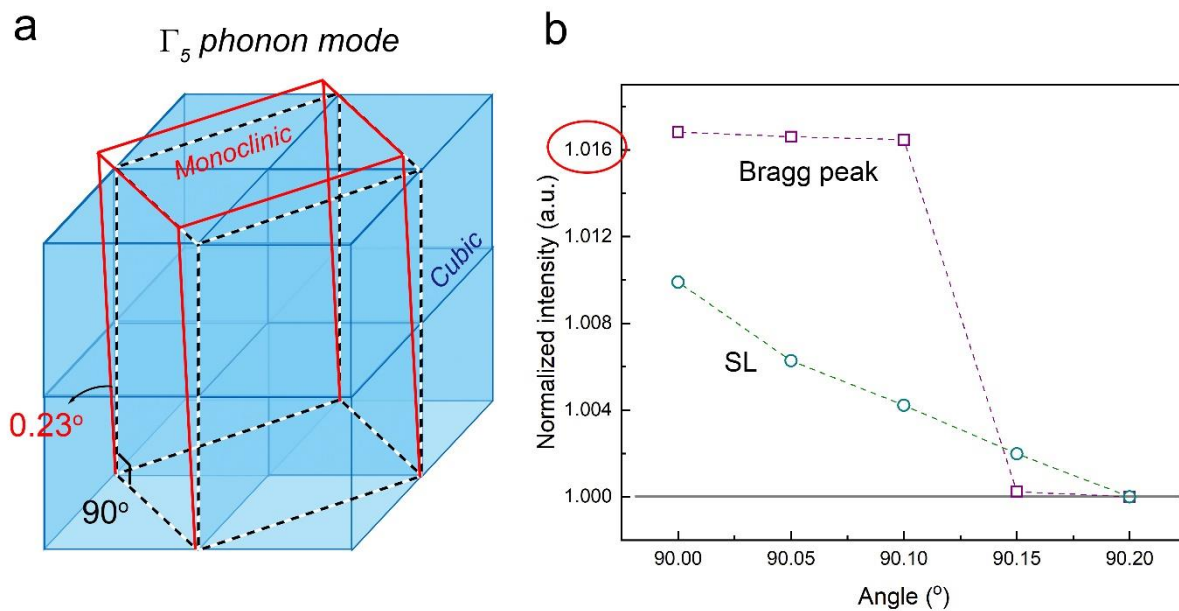 a
Γ5 phonon mode
Monoclinic
Cubic
0.23°
90°
b
Normalized intensity (a.u.)
1.016
1.012
1.008
1.004
1.000
Bragg peak
SL
90.00 90.05 90.10 90.15 90.20
Angle (°)